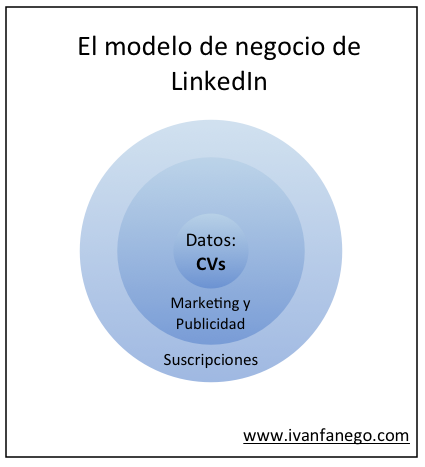 El modelo de negocio de
LinkedIn
Datos:
CVs
Marketing y
Publicidad
Suscripciones
www.ivanfanego.com